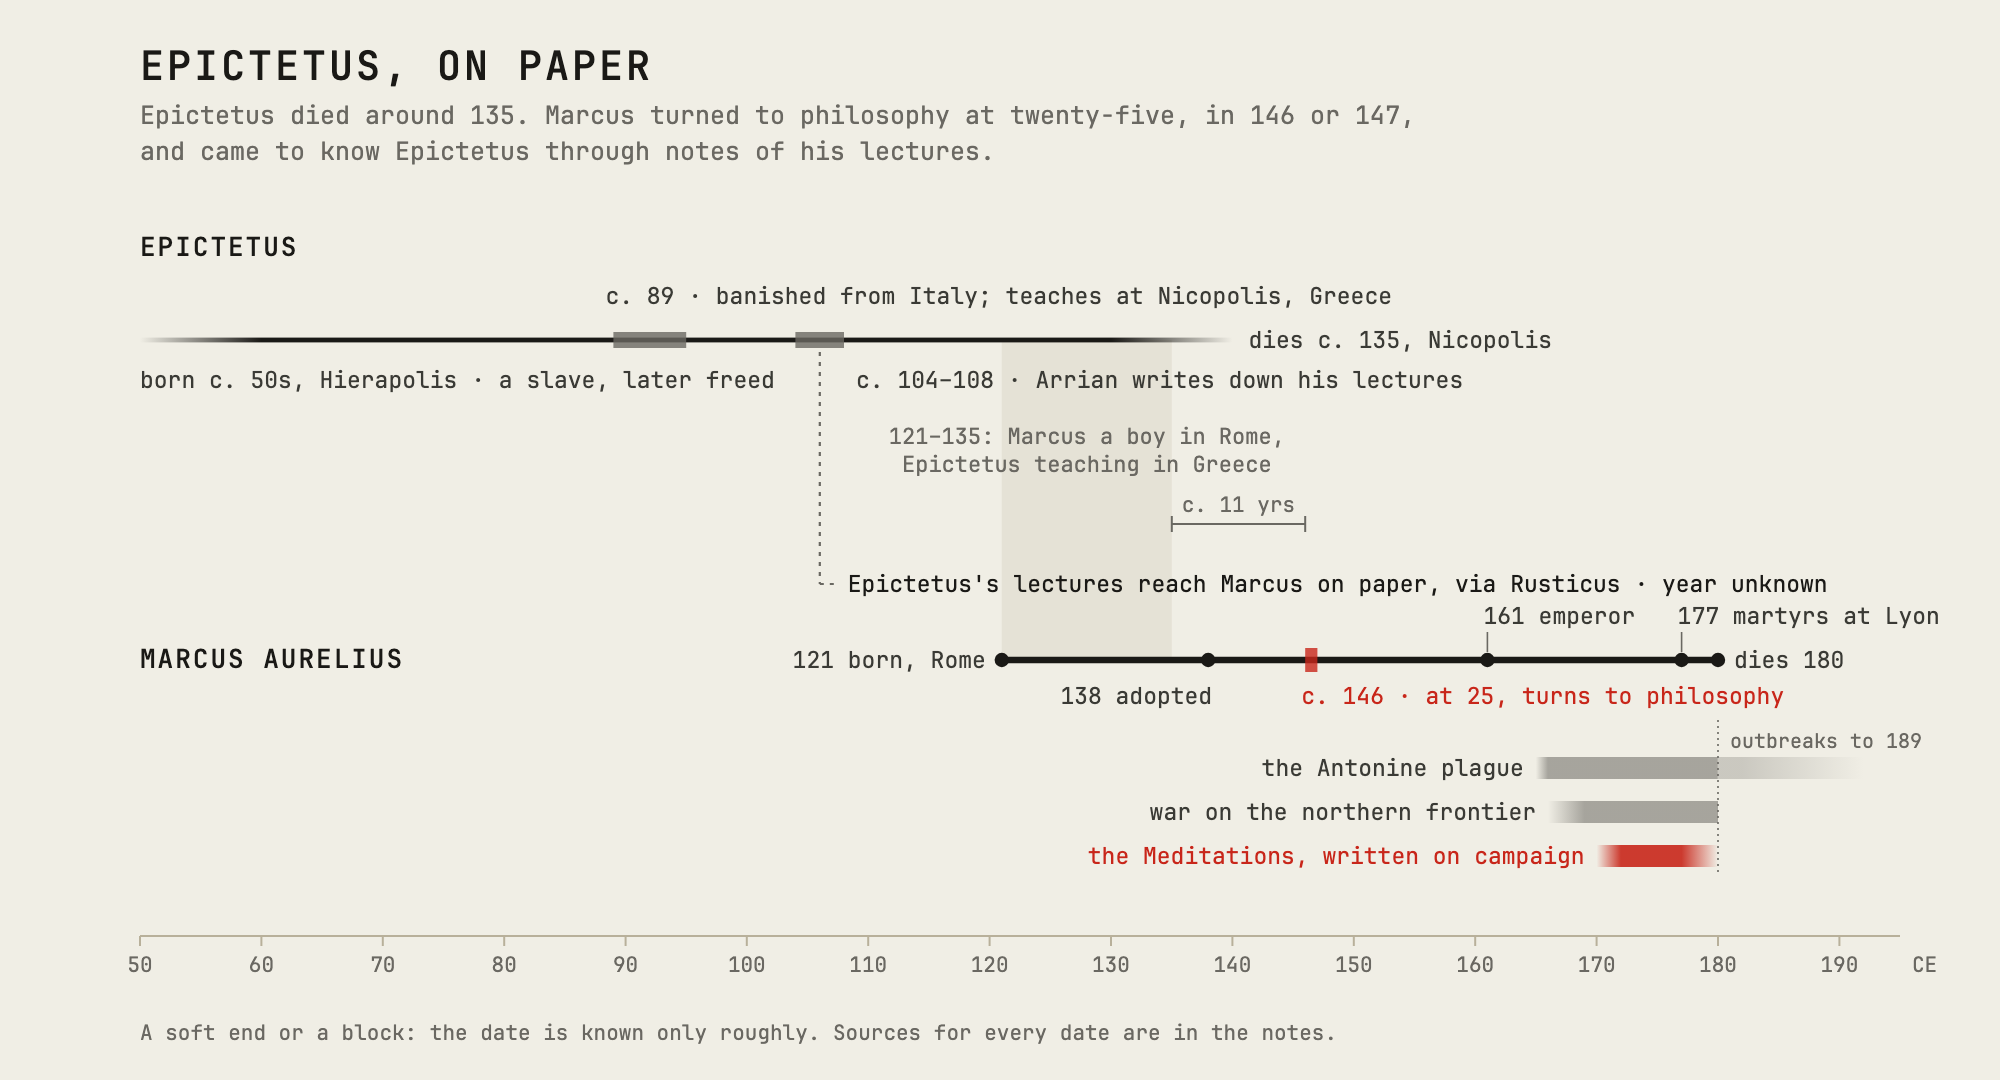 EPICTETUS, ON PAPER
Epictetus died around 135. Marcus turned to philosophy at twenty-five, in 146 or 147,
and came to know Epictetus through notes of his lectures.
EPICTETUS
c. 89 · banished from Italy; teaches at Nicopolis, Greece
dies c. 135, Nicopolis
born c. 50s, Hierapolis · a slave, later freed
c. 104–108 · Arrian writes down his lectures
121–135: Marcus a boy in Rome,
Epictetus teaching in Greece
c. 11 yrs
Epictetus's lectures reach Marcus on paper, via Rusticus · year unknown
161 emperor
177 martyrs at Lyon
MARCUS AURELIUS
121 born, Rome
dies 180
138 adopted
c. 146 · at 25, turns to philosophy
outbreaks to 189
the Antonine plague
war on the northern frontier
the Meditations, written on campaign
50 60 70 80 90 100 110 120 130 140 150 160 170 180 190 CE
A soft end or a block: the date is known only roughly. Sources for every date are in the notes.